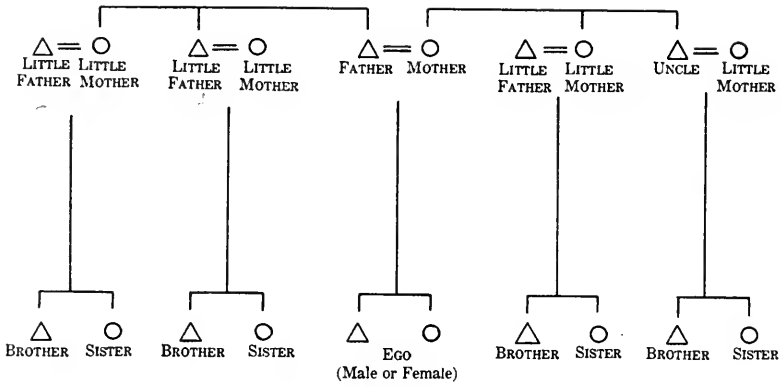 LITTLE LITTLE LITTLE LITTLE FATHER MOTHER LITTLE LITTLE UNCLE LITTLE
FATHER MOTHER FATHER MOTHER FATHER MOTHER MOTHER
BROTHER SISTER BROTHER SISTER EGO BROTHER SISTER BROTHER SISTER
(Male or Female)